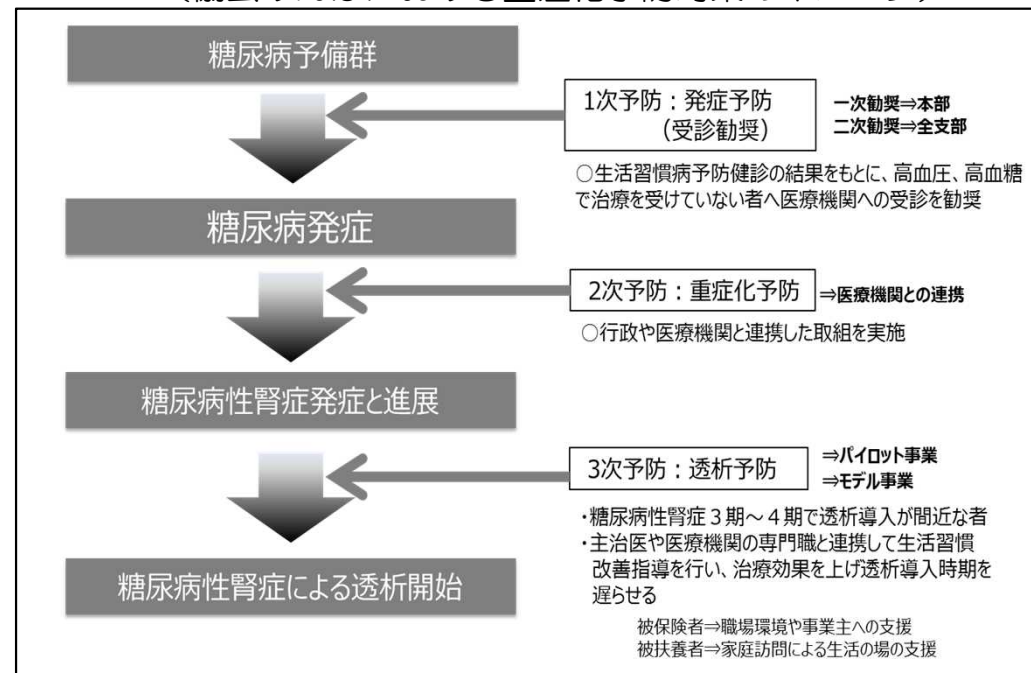 糖尿病予備群
1次予防：発症予防
（受診勧奨）
一次勧奨⇒本部
二次勧奨⇒全支部
○生活習慣病予防健診の結果をもとに、高血圧、高血糖
で治療を受けていない者へ医療機関への受診を勧奨
糖尿病発症
2次予防：重症化予防
⇒医療機関との連携
○行政や医療機関と連携した取組を実施
糖尿病性腎症発症と進展
3次予防：透析予防
⇒パイロット事業
⇒モデル事業
・糖尿病性腎症３期～４期で透析導入が間近な者
・主治医や医療機関の専門職と連携して生活習慣
改善指導を行い、治療効果を上げ透析導入時期を
遅らせる
糖尿病性腎症による透析開始
被保険者⇒職場環境や事業主への支援
被扶養者⇒家庭訪問による生活の場の支援